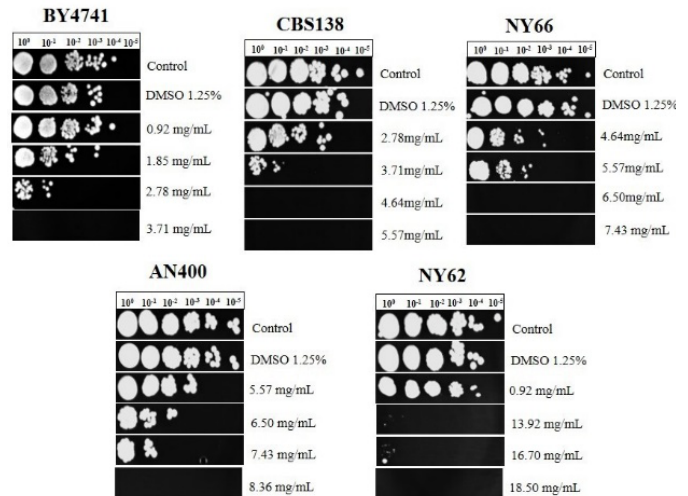 BY4741
10⁰ 10⁻¹ 10⁻² 10⁻³ 10⁻⁴ 10⁻⁵
Control
DMSO 1.25%
0.92 mg/mL
1.85 mg/mL
2.78 mg/mL
3.71 mg/mL
CBS138
10⁰ 10⁻¹ 10⁻² 10⁻³ 10⁻⁴ 10⁻⁵
Control
DMSO 1.25%
2.78mg/mL
3.71mg/mL
4.64mg/mL
5.57mg/mL
NY66
10⁰ 10⁻¹ 10⁻² 10⁻³ 10⁻⁴ 10⁻⁵
Control
DMSO 1.25%
4.64mg/mL
5.57mg/mL
6.50 mg/mL
7.43 mg/mL
AN400
10⁰ 10⁻¹ 10⁻² 10⁻³ 10⁻⁴ 10⁻⁵
Control
DMSO 1.25%
5.57 mg/mL
6.50 mg/mL
7.43 mg/mL
8.36 mg/mL
NY62
10⁰ 10⁻¹ 10⁻² 10⁻³ 10⁻⁴ 10⁻⁵
Control
DMSO 1.25%
0.92 mg/mL
13.92 mg/mL
16.70 mg/mL
18.50 mg/mL